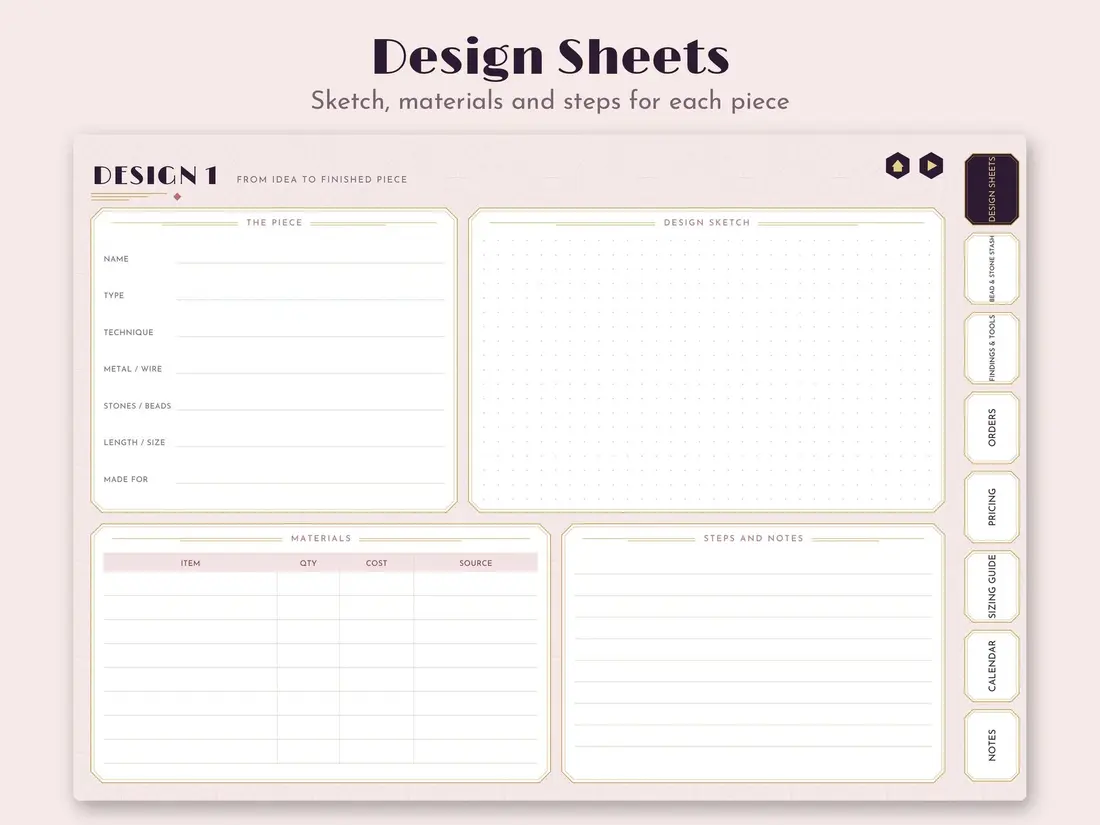 Design Sheets
Sketch, materials and steps for each piece
DESIGN 1
FROM IDEA TO FINISHED PIECE
THE PIECE
NAME
TYPE
TECHNIQUE
METAL / WIRE
STONES / BEADS
LENGTH / SIZE
MADE FOR
DESIGN SKETCH
MATERIALS
ITEM QTY COST SOURCE
STEPS AND NOTES
DESIGN SHEETS
BEAD & STONE STASH
FINDINGS & TOOLS
ORDERS
PRICING
SIZING GUIDE
CALENDAR
NOTES